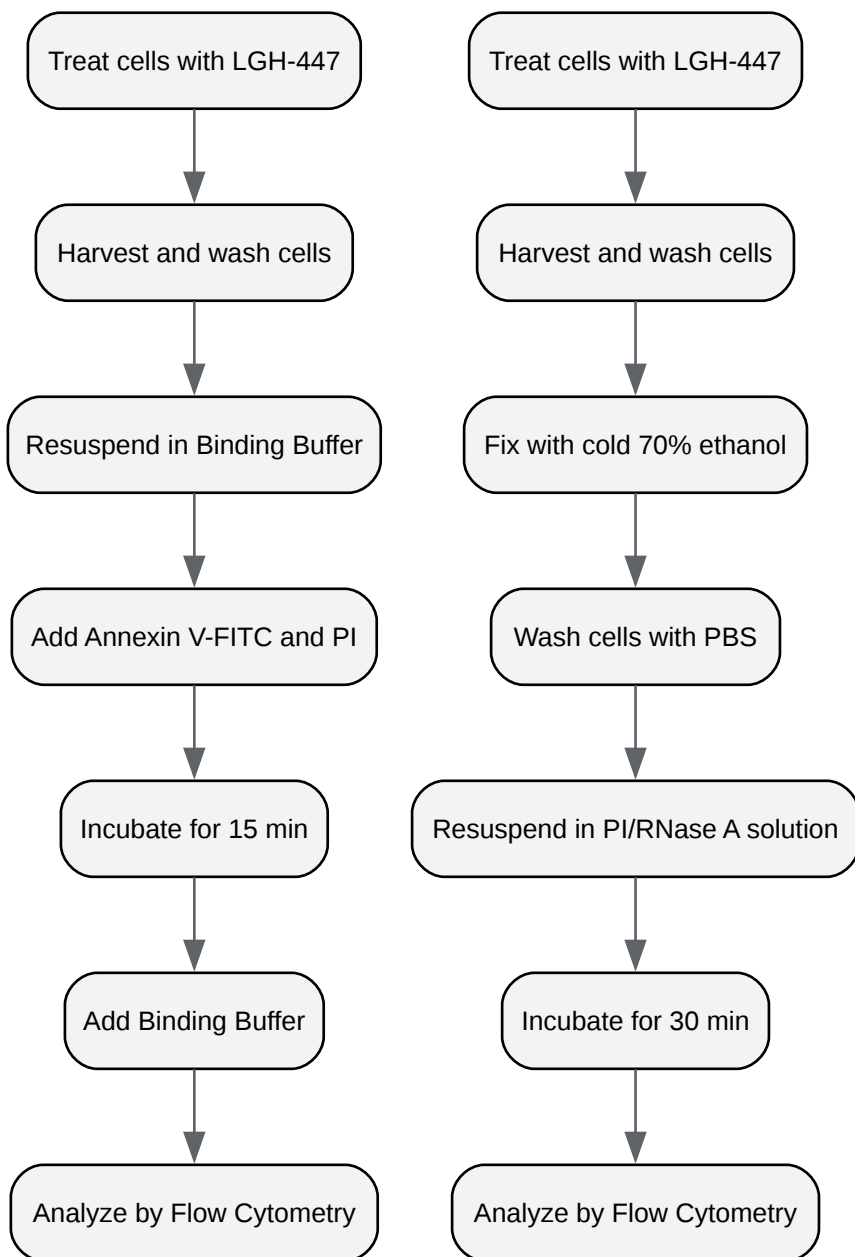 Treat cells with LGH-447
Harvest and wash cells
Resuspend in Binding Buffer
Add Annexin V-FITC and PI
Incubate for 15 min
Add Binding Buffer
Analyze by Flow Cytometry
Treat cells with LGH-447
Harvest and wash cells
Fix with cold 70% ethanol
Wash cells with PBS
Resuspend in PI/RNase A solution
Incubate for 30 min
Analyze by Flow Cytometry